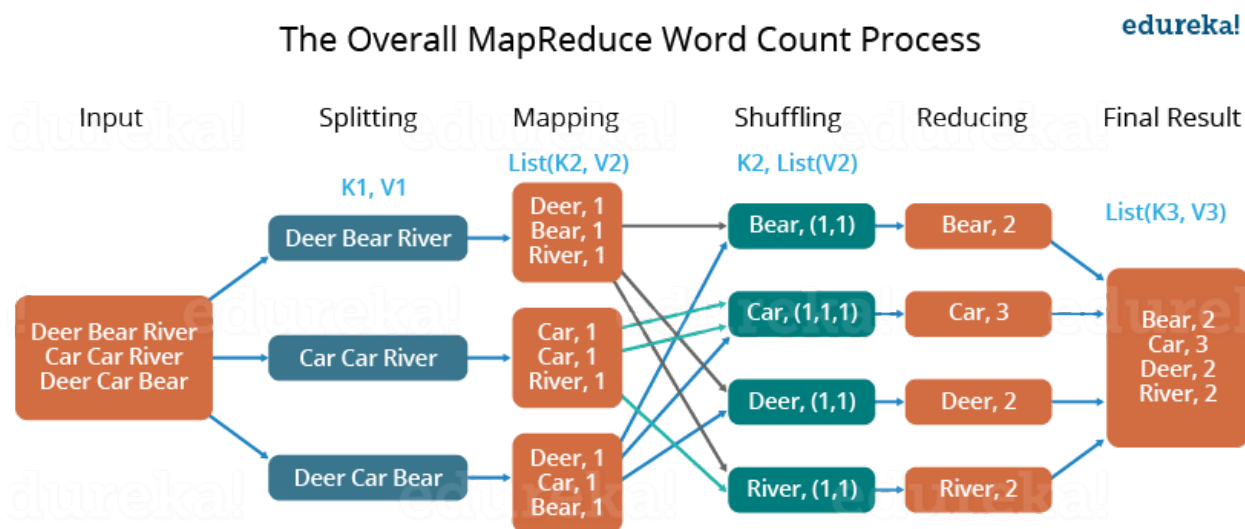 edureka!
The Overall MapReduce Word Count Process
Input
Splitting
Mapping
Shuffling
Reducing
Final Result
K1, V1
List(K2, V2)
K2, List(V2)
List(K3, V3)
Deer Bear River
Car Car River
Deer Car Bear
Deer Bear River
Car Car River
Deer Car Bear
Deer, 1
Bear, 1
River, 1
Car, 1
Car, 1
River, 1
Deer, 1
Car, 1
Bear, 1
Bear, (1,1)
Car, (1,1,1)
Deer, (1,1)
River, (1,1)
Bear, 2
Car, 3
Deer, 2
River, 2
Bear, 2
Car, 3
Deer, 2
River, 2